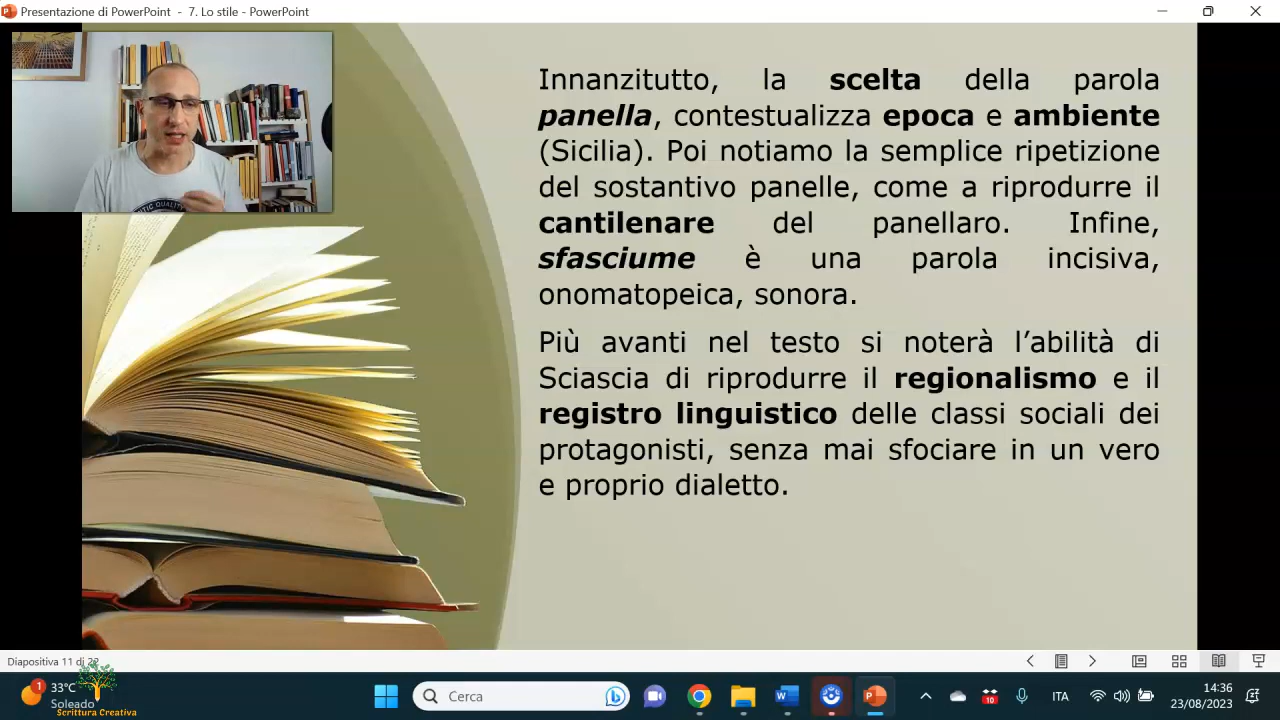 Presentazione di PowerPoint - 7. Lo stile - PowerPoint
Innanzitutto, la scelta della parola
panella, contestualizza epoca e ambiente
(Sicilia). Poi notiamo la semplice ripetizione
del sostantivo panelle, come a riprodurre il
cantilenare del panellaro. Infine,
sfasciume è una parola incisiva,
onomatopeica, sonora.
Più avanti nel testo si noterà l’abilità di
Sciascia di riprodurre il regionalismo e il
registro linguistico delle classi sociali dei
protagonisti, senza mai sfociare in un vero
e proprio dialetto.
Diapositiva 11 di
1
33°C
Soleado
Scrittura Creativa
Cerca
10
ITA
14:36
23/08/2023